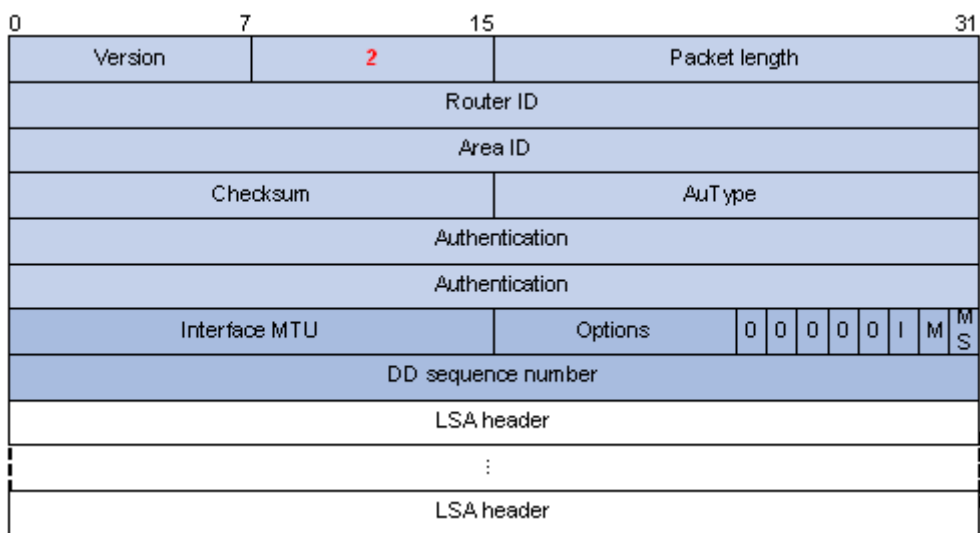 0 7 15 31
Version 2 Packet length
Router ID
Area ID
Checksum AuType
Authentication
Authentication
Interface MTU Options 0 0 0 0 0 I M MS
DD sequence number
LSA header
⋮
LSA header